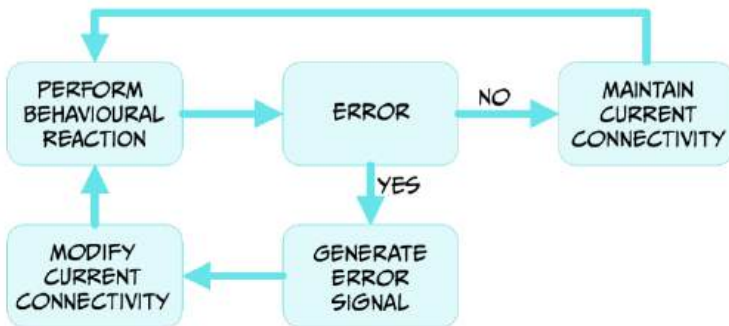 PERFORM
BEHAVIOURAL
REACTION
ERROR
NO
MAINTAIN
CURRENT
CONNECTIVITY
YES
MODIFY
CURRENT
CONNECTIVITY
GENERATE
ERROR
SIGNAL